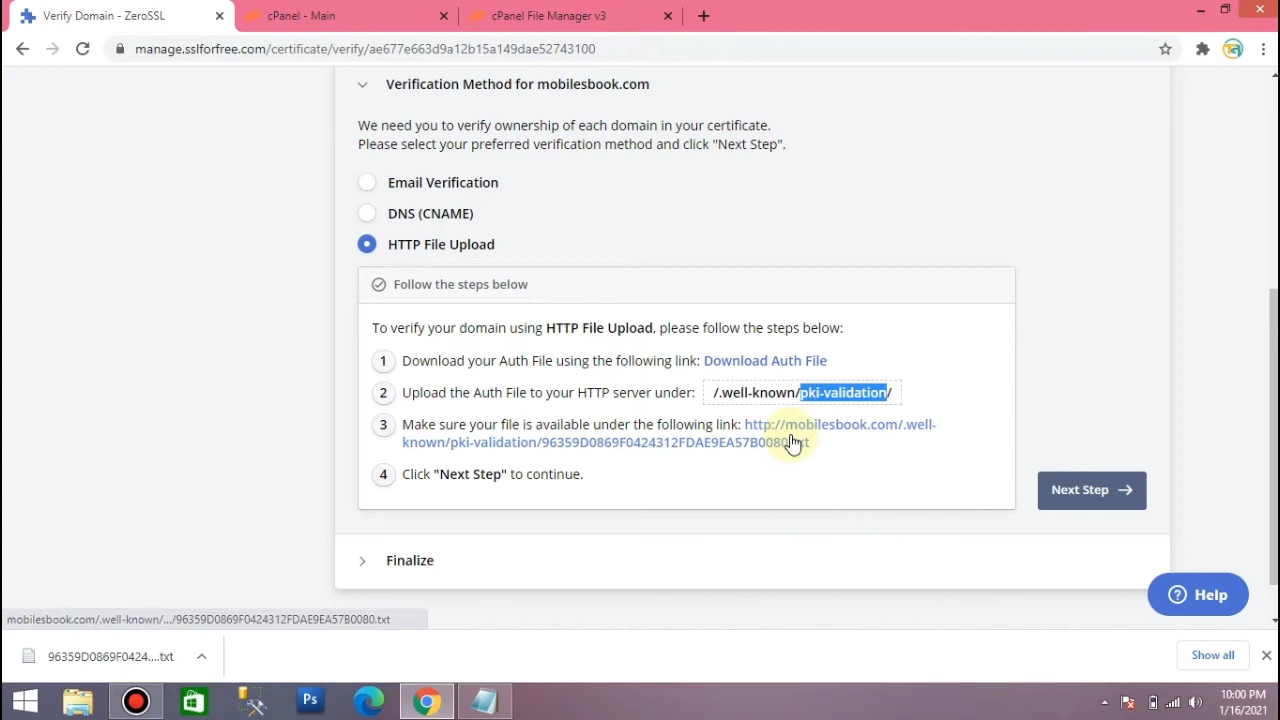 Verify Domain - ZeroSSL
cPanel - Main
cPanel File Manager v3
manage.sslforfree.com/certificate/verify/ae677e663d9a12b15a149dae52743100
Verification Method for mobilesbook.com
We need you to verify ownership of each domain in your certificate.
Please select your preferred verification method and click "Next Step".
Email Verification
DNS (CNAME)
HTTP File Upload
Follow the steps below
To verify your domain using HTTP File Upload, please follow the steps below:
1 Download your Auth File using the following link: Download Auth File
2 Upload the Auth File to your HTTP server under: /.well-known/pki-validation/
3 Make sure your file is available under the following link: http://mobilesbook.com/.well-
known/pki-validation/96359D0869F0424312FDAE9EA57B0080.txt
4 Click "Next Step" to continue.
Next Step
Finalize
Help
mobilesbook.com/.well-known/.../96359D0869F0424312FDAE9EA57B0080.txt
96359D0869F0424....txt
Show all
Ps
10:00 PM
1/16/2021